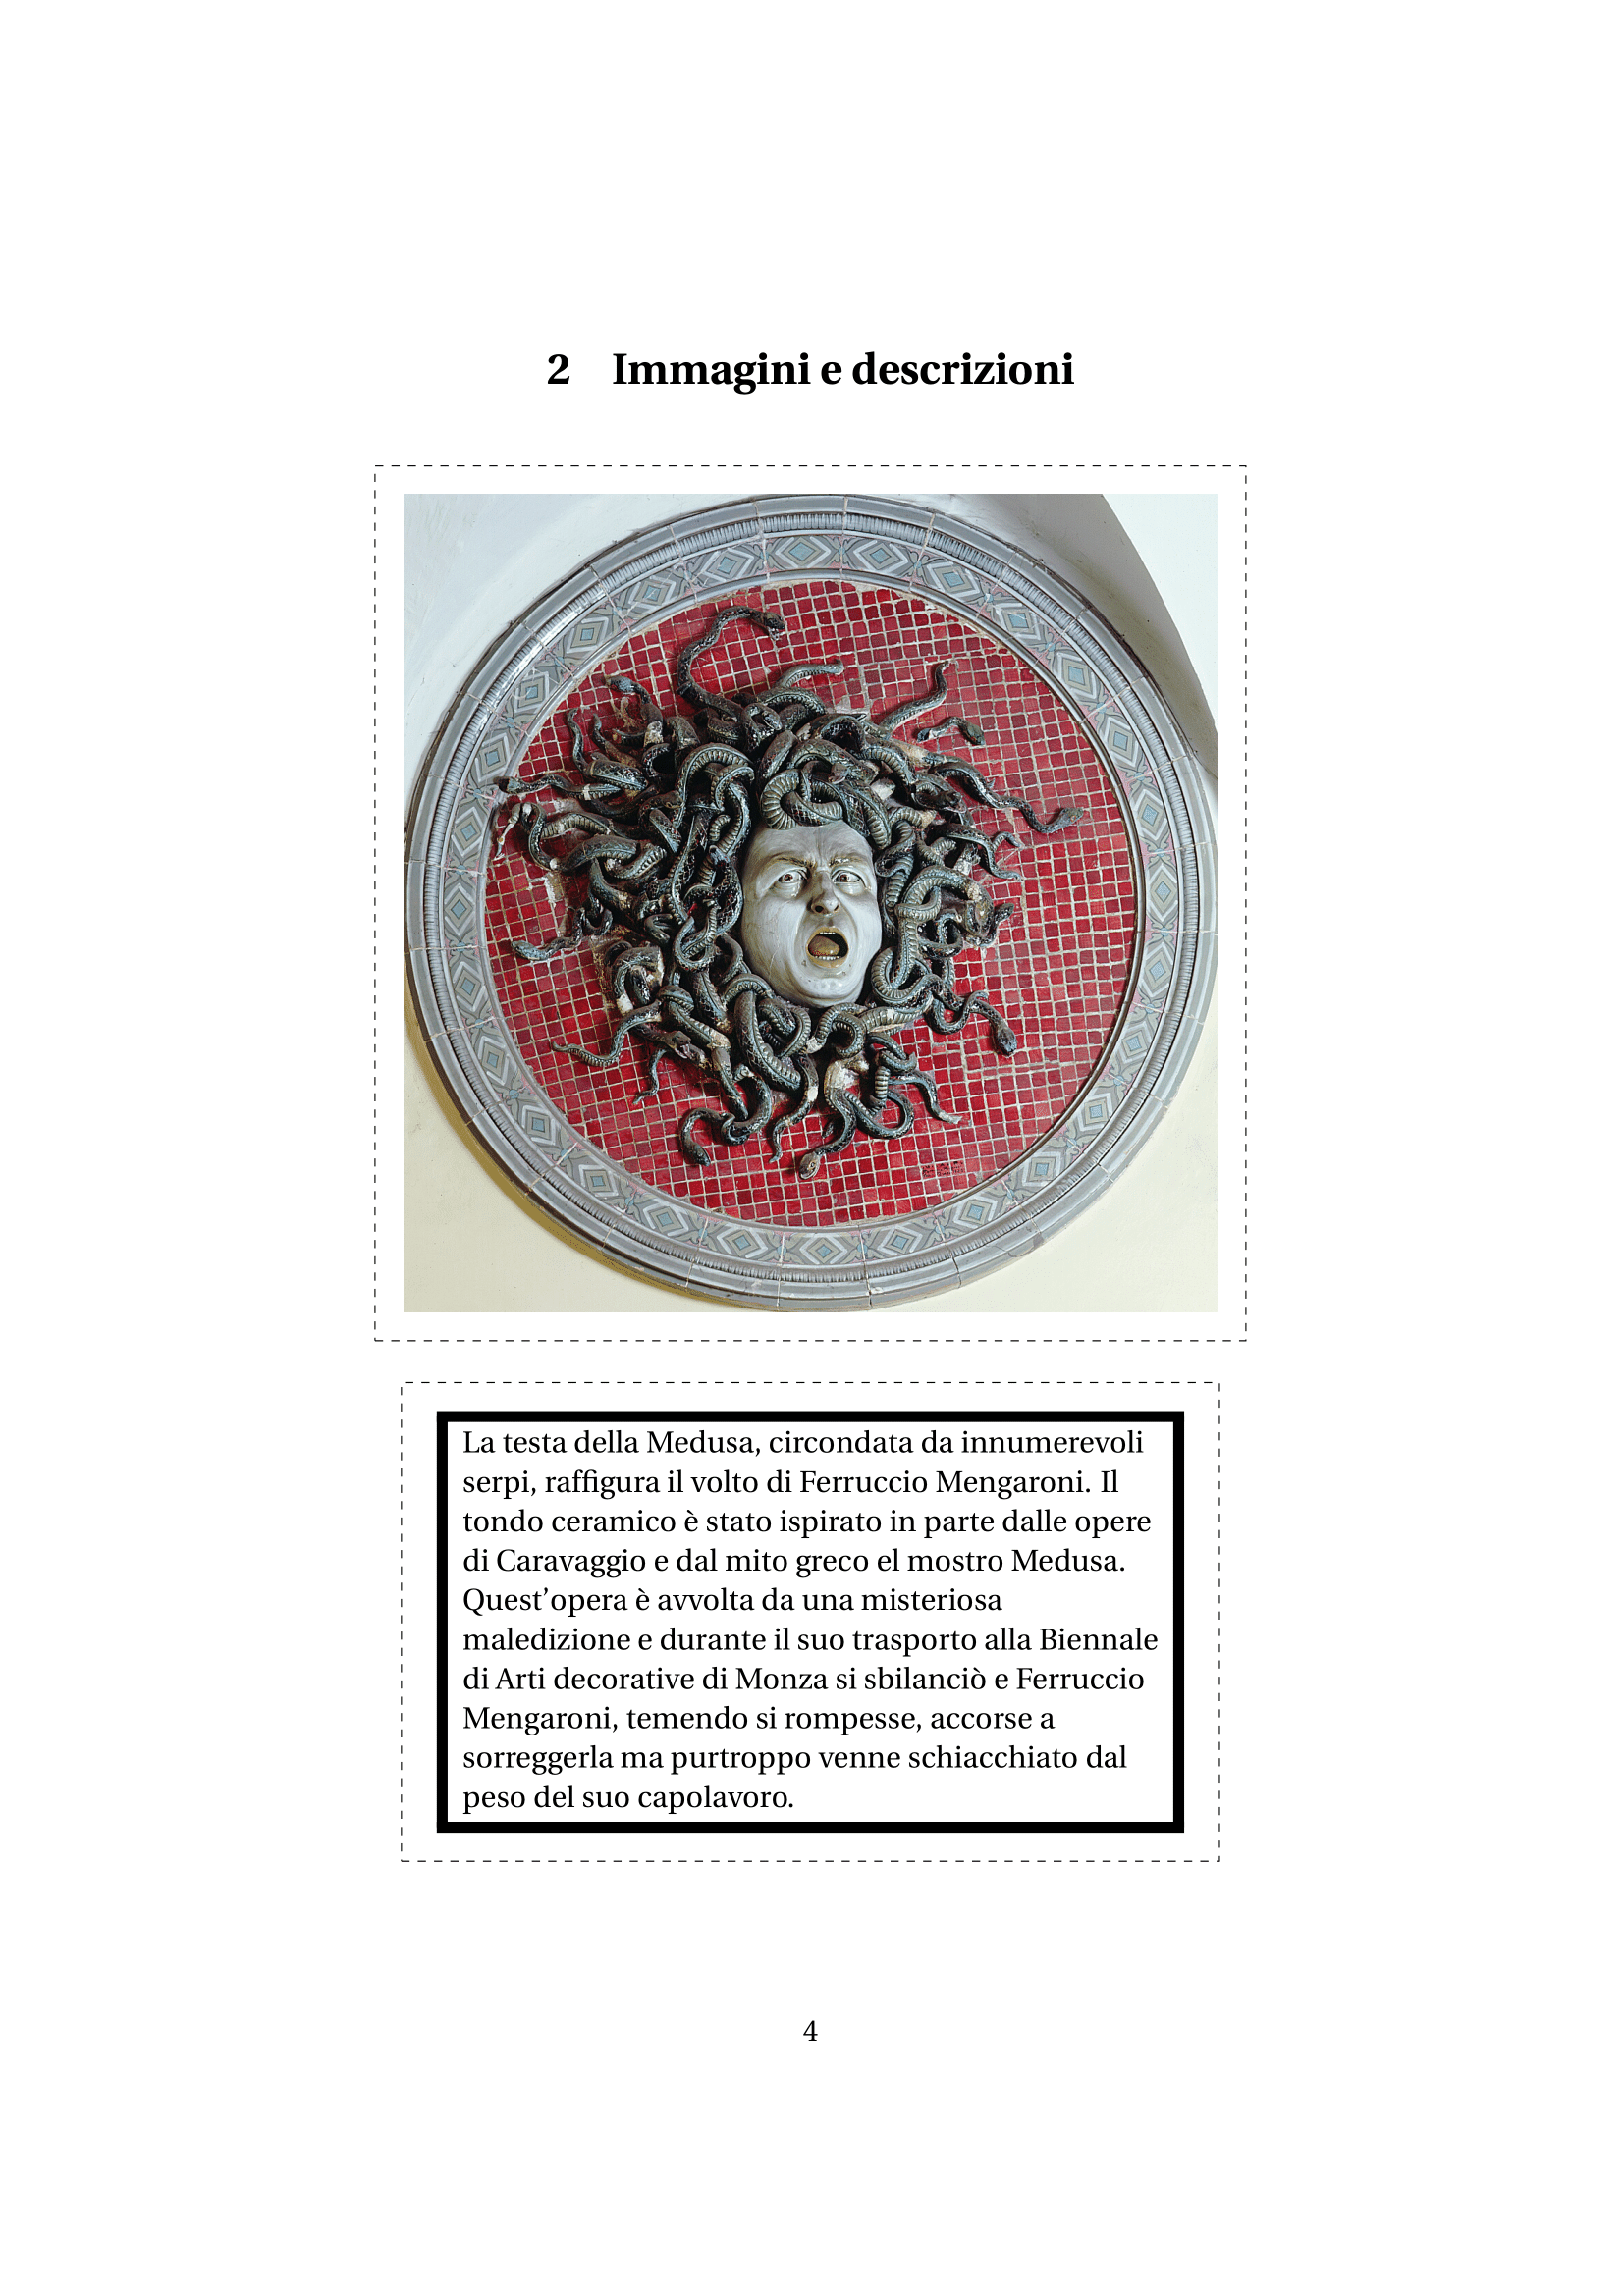 2 Immagini e descrizioni
La testa della Medusa, circondata da innumerevoli
serpi, raffigura il volto di Ferruccio Mengaroni. Il
tondo ceramico è stato ispirato in parte dalle opere
di Caravaggio e dal mito greco el mostro Medusa.
Quest’opera è avvolta da una misteriosa
maledizione e durante il suo trasporto alla Biennale
di Arti decorative di Monza si sbilanciò e Ferruccio
Mengaroni, temendo si rompesse, accorse a
sorreggerla ma purtroppo venne schiacchiato dal
peso del suo capolavoro.
4